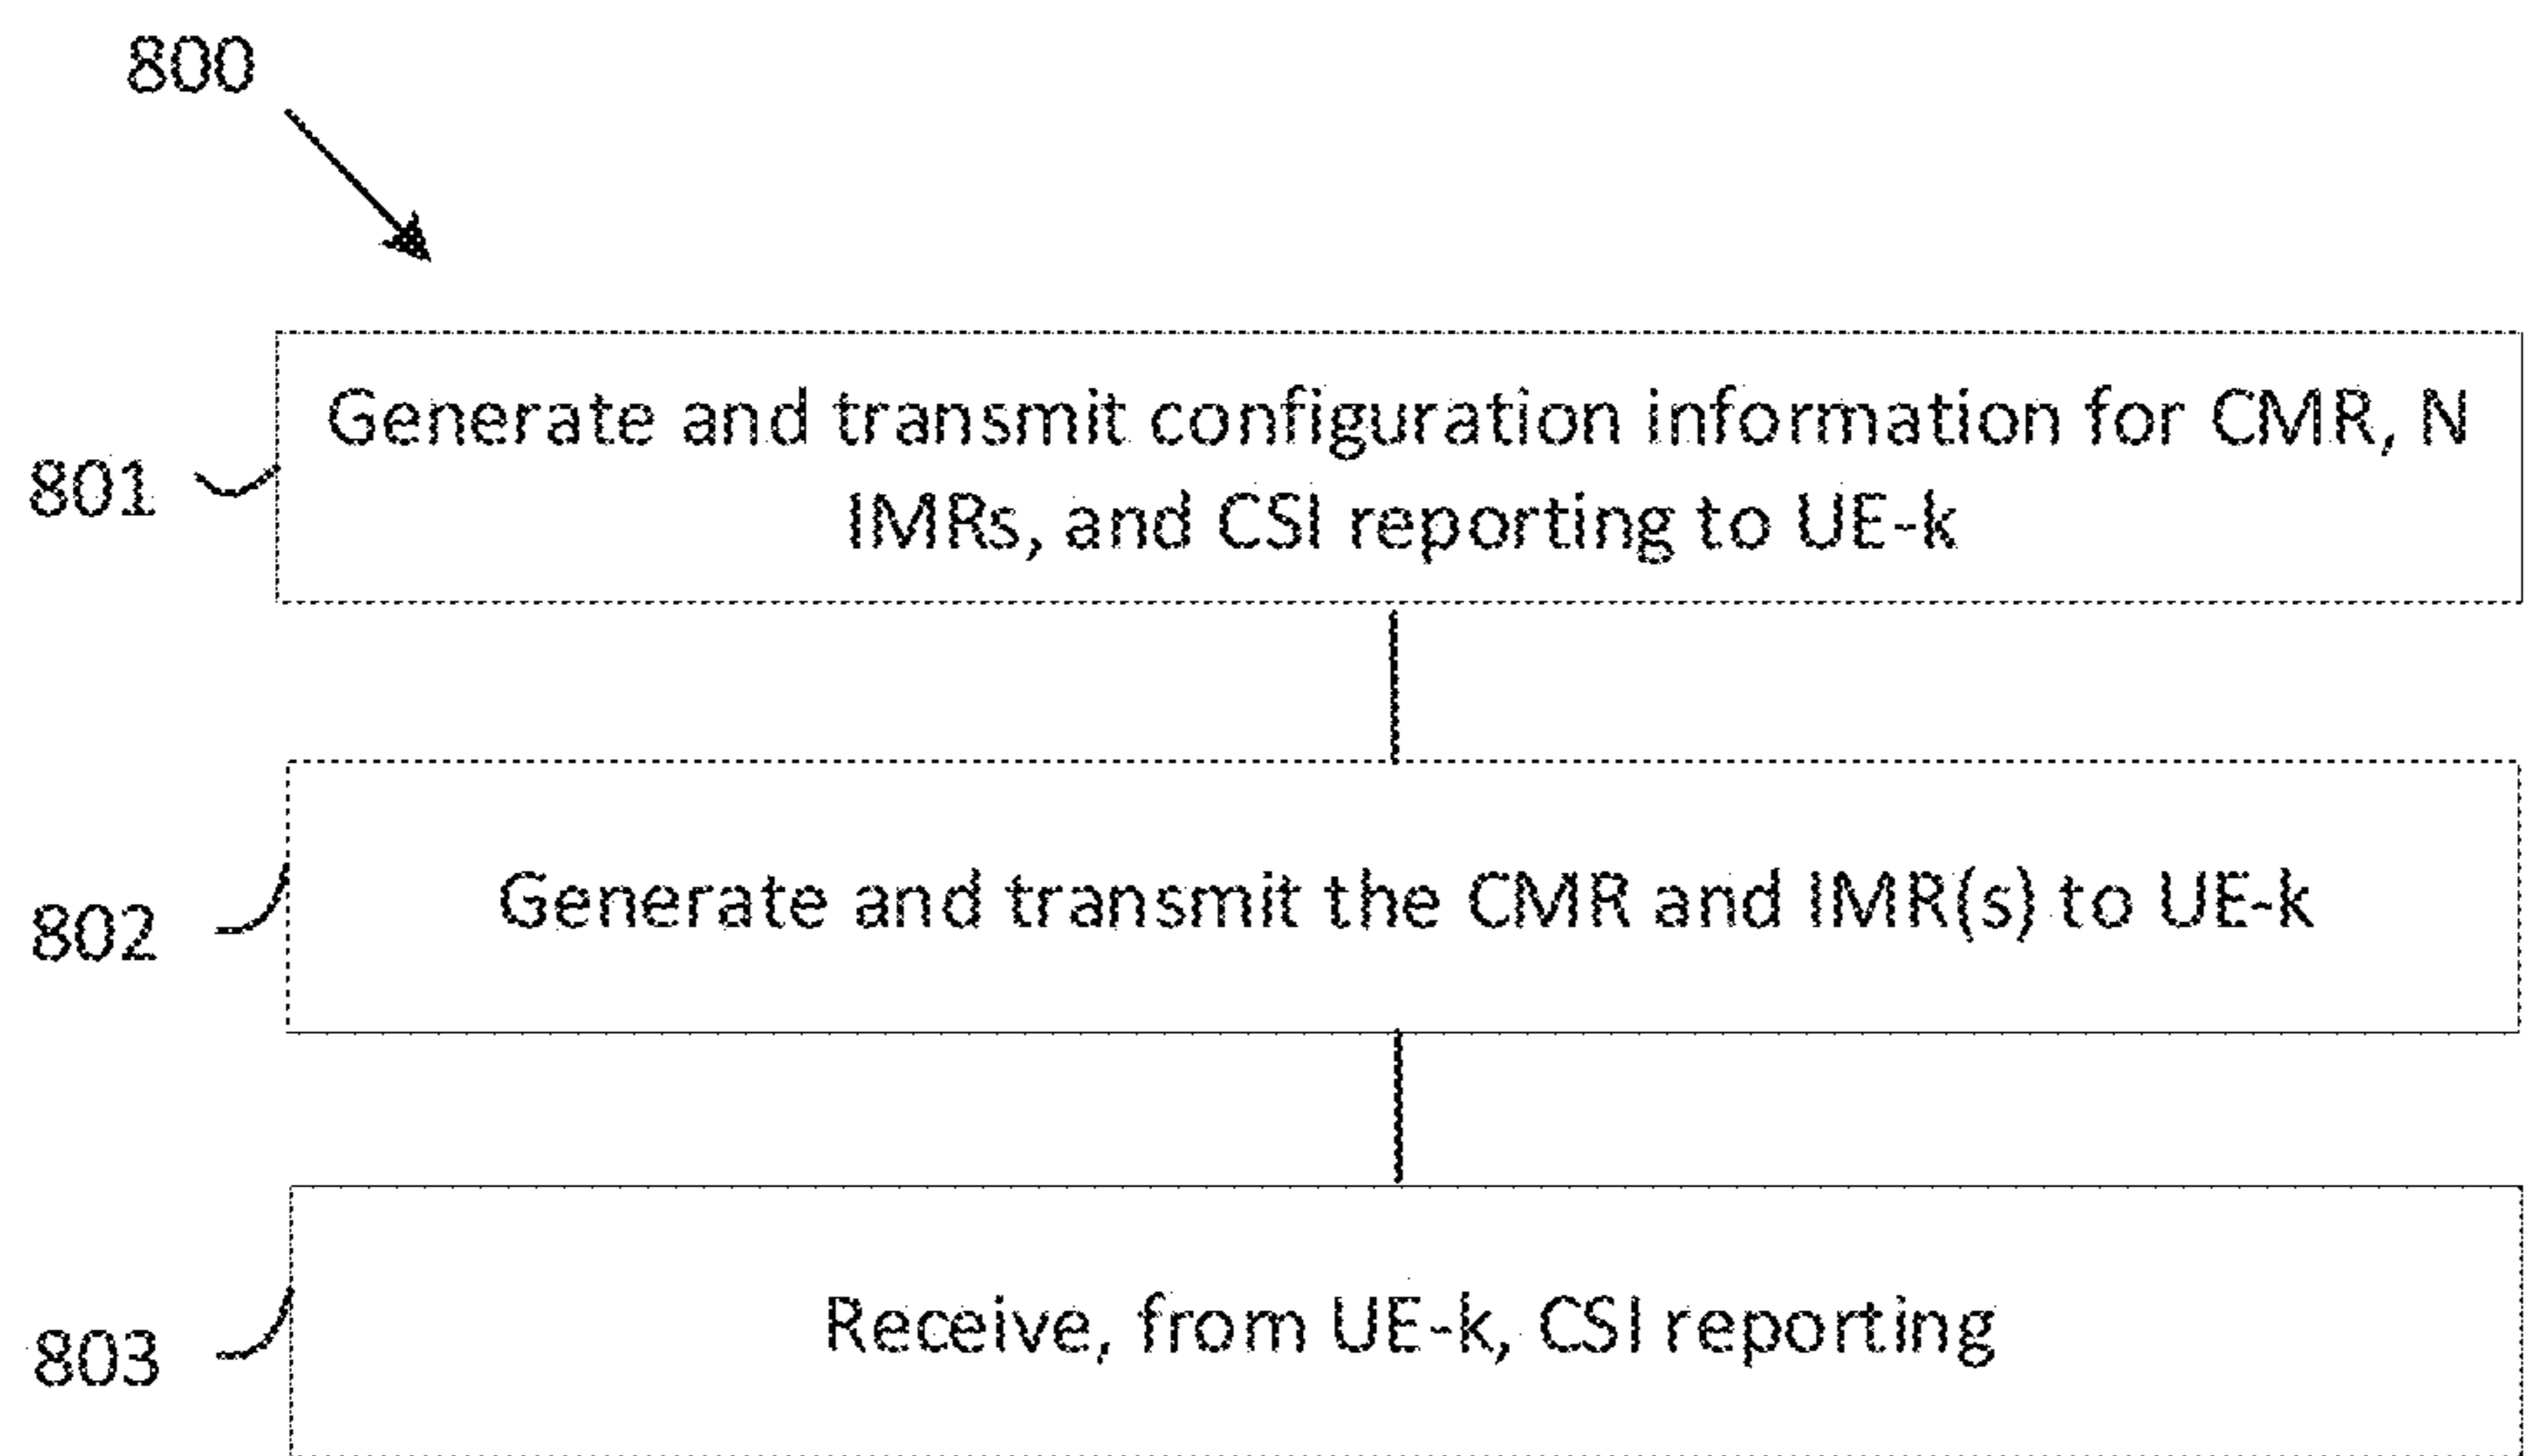 800
801
Generate and transmit configuration information for CMR, N
IMRs, and CSI reporting to UE-k
802
Generate and transmit the CMR and IMR(s) to UE-k
803
Receive, from UE-k, CSI reporting